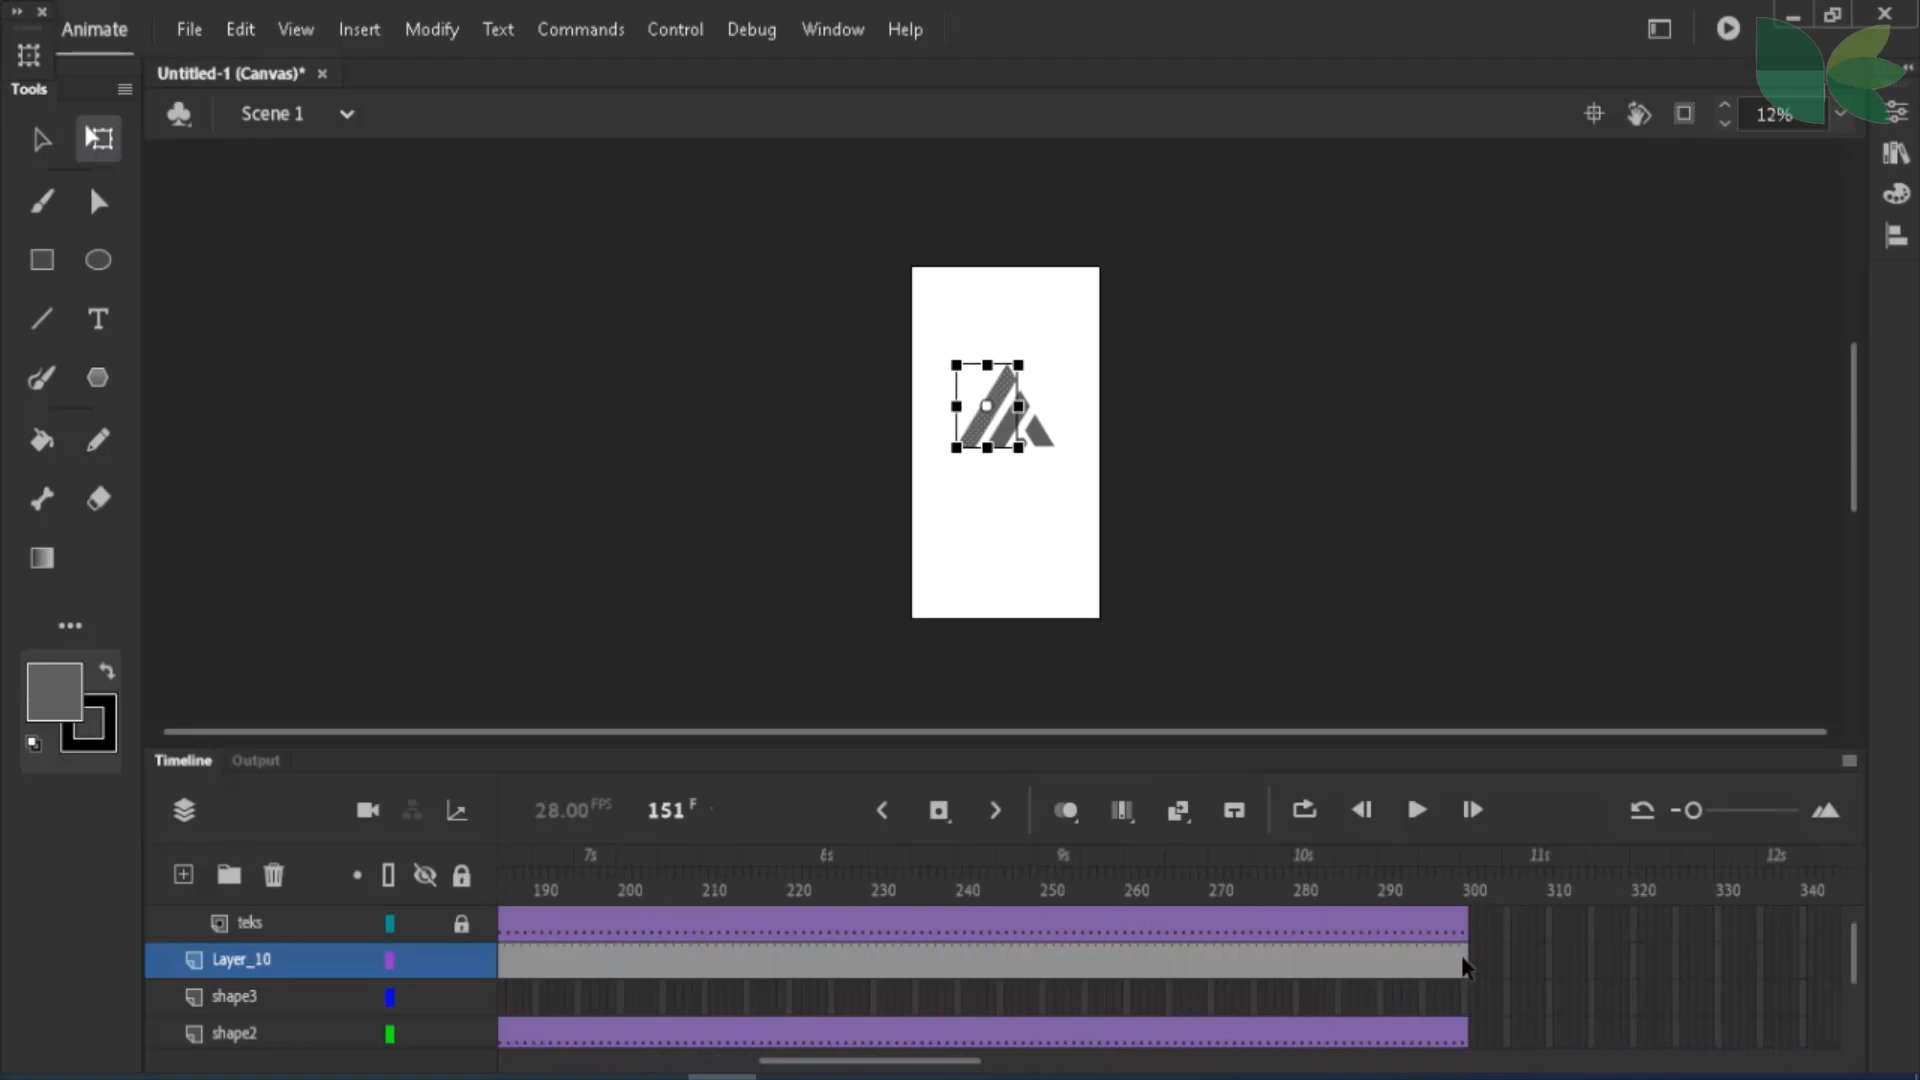 Animate File Edit View Insert Modify Text Commands Control Debug Window Help
Untitled-1 (Canvas)* ×
Tools
Scene 1
12%
T
Timeline Output
28.00 FPS 151 F
7s 8s 9s 10s 11s 12s
190 200 210 220 230 240 250 260 270 280 290 300 310 320 330 340
teks
Layer_10
shape3
shape2